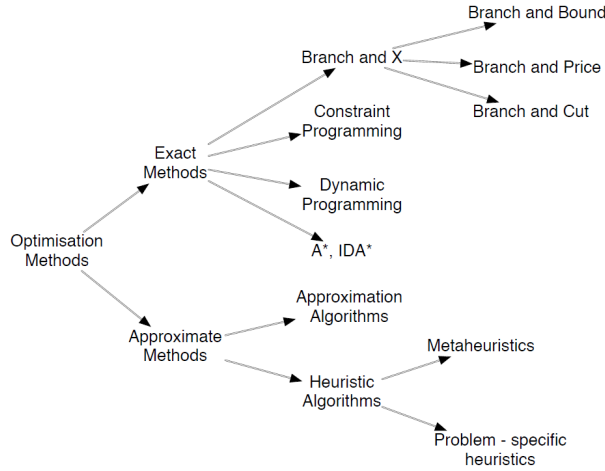 Branch and Bound
Branch and X
Branch and Price
Branch and Cut
Constraint
Programming
Exact
Methods
Dynamic
Programming
Optimisation
Methods
A*, IDA*
Approximation
Algorithms
Approximate
Methods
Metaheuristics
Heuristic
Algorithms
Problem - specific
heuristics